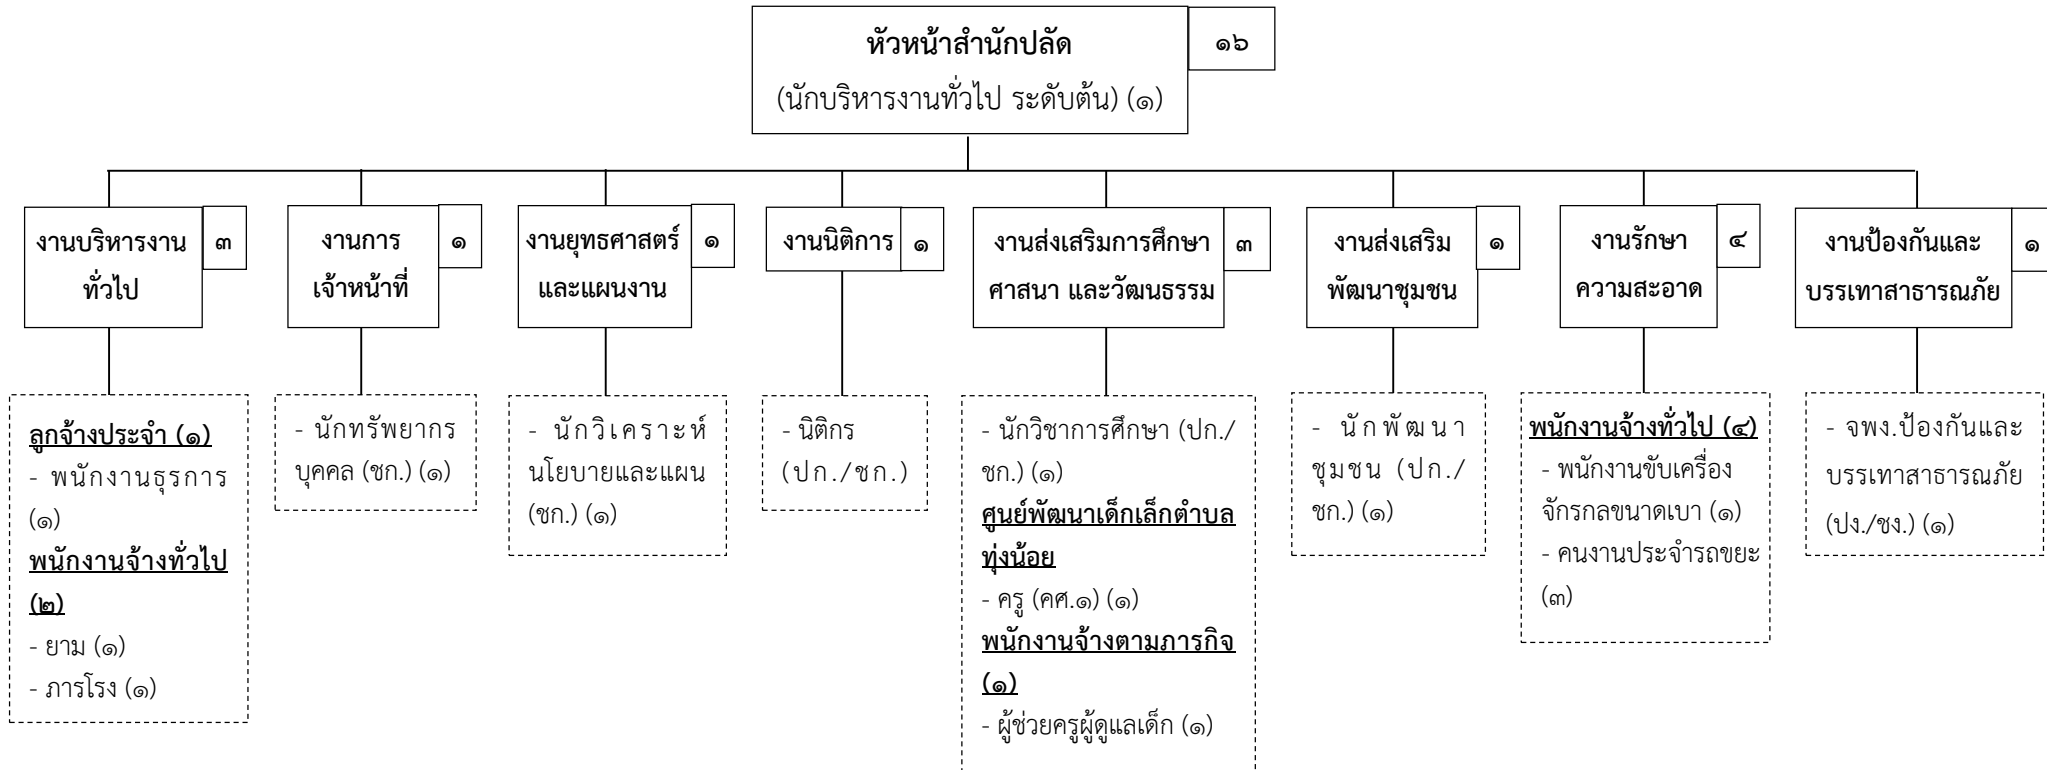 หัวหน้าสำนักปลัด
๑๖
(นักบริหารงานทั่วไป ระดับต้น) (๑)
งานบริหารงาน
ทั่วไป
๓
งานการ
เจ้าหน้าที่
๑
งานยุทธศาสตร์
และแผนงาน
๑
งานนิติการ
๑
งานส่งเสริมการศึกษา
ศาสนา และวัฒนธรรม
๓
งานส่งเสริม
พัฒนาชุมชน
๑
งานรักษา
ความสะอาด
๔
งานป้องกันและ
บรรเทาสาธารณภัย
๑
ลูกจ้างประจำ (๑)
- พนักงานธุรการ
(๑)
พนักงานจ้างทั่วไป
(๒)
- ยาม (๑)
- ภารโรง (๑)
- นักทรัพยากร
บุคคล (ชก.) (๑)
- นักวิเคราะห์
นโยบายและแผน
(ชก.) (๑)
- นิติกร
(ปก./ชก.)
- นักวิชาการศึกษา (ปก./
ชก.) (๑)
ศูนย์พัฒนาเด็กเล็กตำบล
ทุ่งน้อย
- ครู (คศ.๑) (๑)
พนักงานจ้างตามภารกิจ
(๑)
- ผู้ช่วยครูผู้ดูแลเด็ก (๑)
- นักพัฒนา
ชุมชน (ปก./
ชก.) (๑)
พนักงานจ้างทั่วไป (๔)
- พนักงานขับเครื่อง
จักรกลขนาดเบา (๑)
- คนงานประจำรถขยะ
(๓)
- จพง.ป้องกันและ
บรรเทาสาธารณภัย
(ปง./ชง.) (๑)